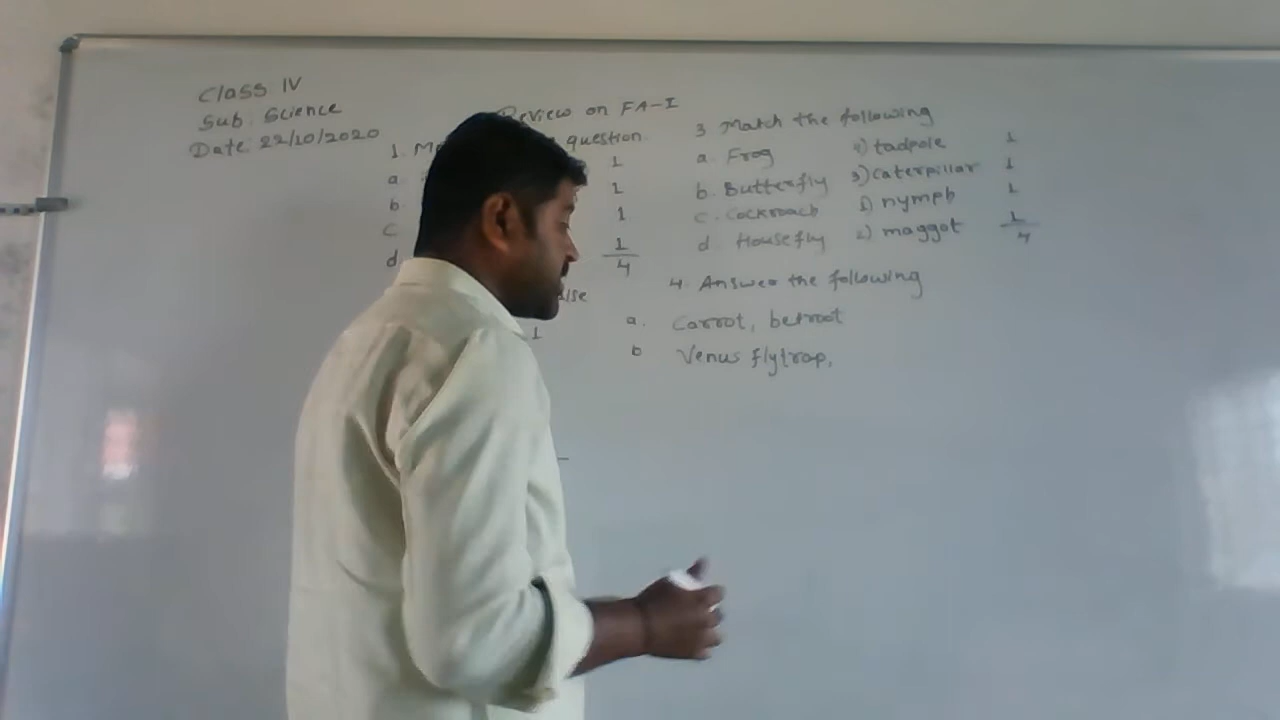 Class IV
Sub. Science
Date 22/10/2020
Review on FA-I
1. question. 1
a 1
b 1
c 1
d 4
1
3 Match the following
a. Frog 4) tadpole 1
b. Butterfly 3) caterpillar 1
c. Cockroach 1) nymph 1
d. Housefly 2) maggot 1
4
4 Answer the following
a. Carrot, betroot
b Venus flytrap,